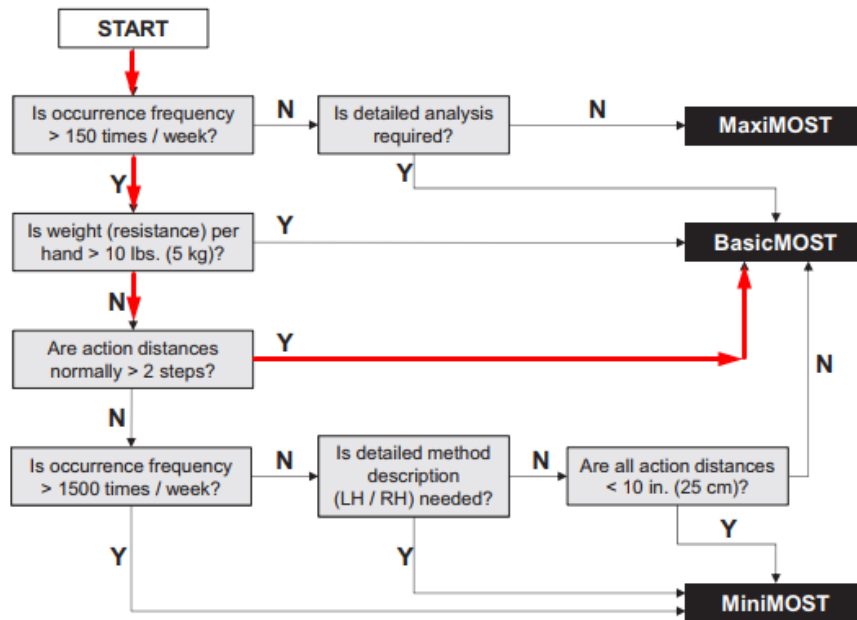 START
Is occurrence frequency
> 150 times / week?
N
Is detailed analysis
required?
N
MaxiMOST
Y
Y
Is weight (resistance) per
hand > 10 lbs. (5 kg)?
Y
BasicMOST
N
Are action distances
normally > 2 steps?
Y
N
N
Is occurrence frequency
> 1500 times / week?
N
Is detailed method
description
(LH / RH) needed?
N
Are all action distances
< 10 in. (25 cm)?
Y
Y
Y
MiniMOST